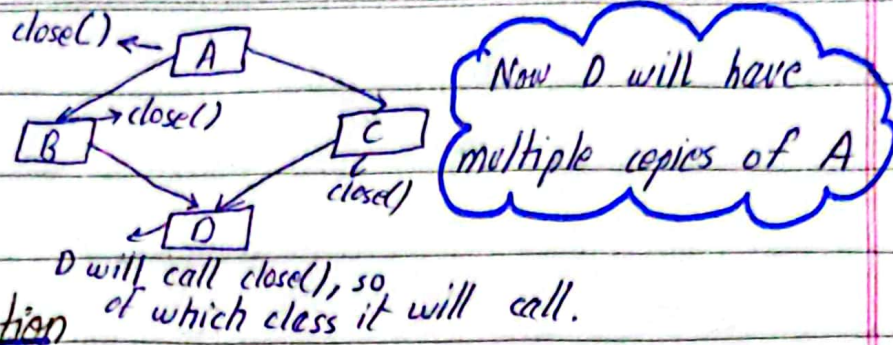 close()
A
Now D will have
close()
B
C
multiple copies of A
close()
D
D will call close(), so
of which class it will call.
tion